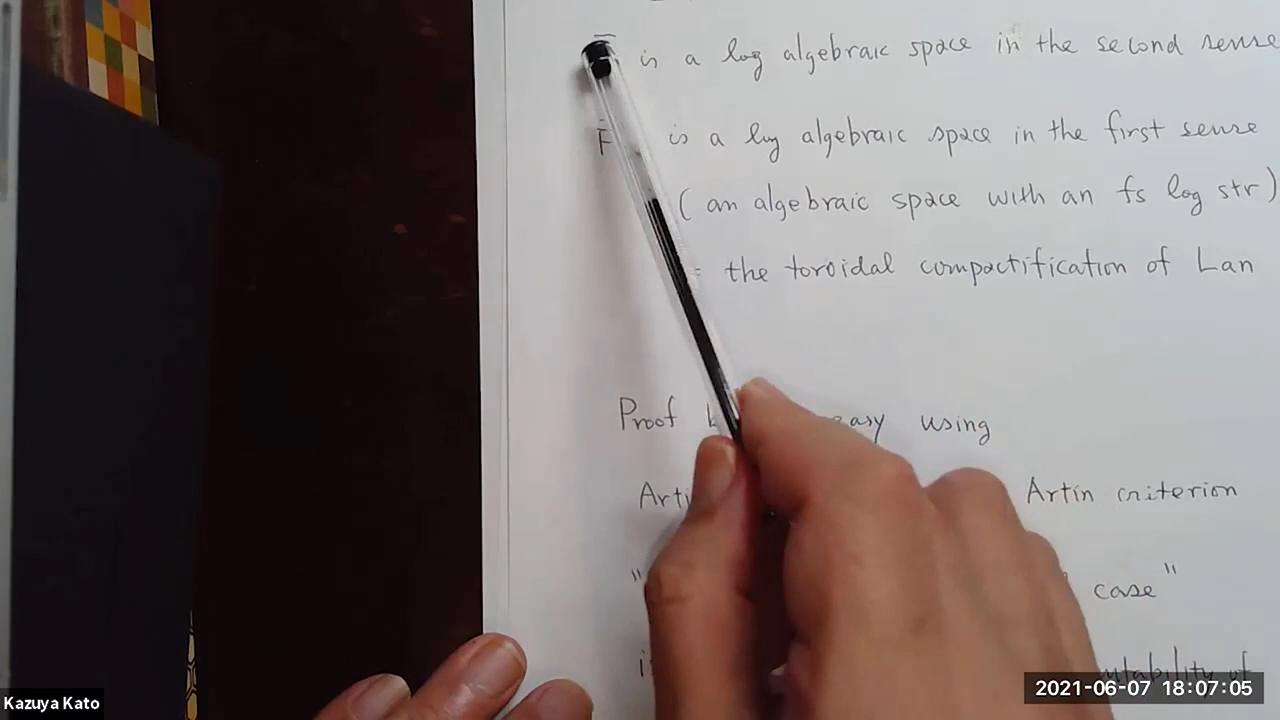 is a log algebraic space in the second sense
F is a log algebraic space in the first sense
(an algebraic space with an fs log str)
= the toroidal compactification of Lan
Proof easy using
Artin criterion
" case"
of
Kazuya Kato
2021-06-07 18:07:05